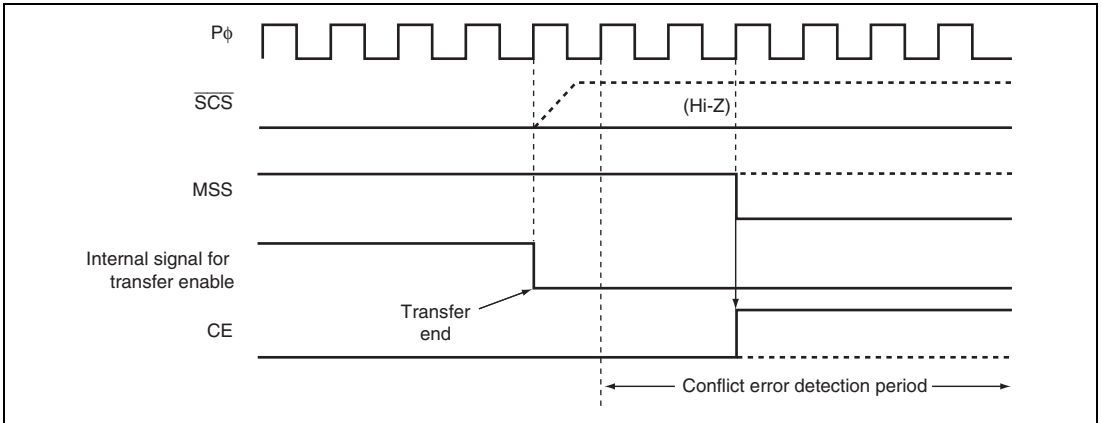 Pϕ
SCS
(Hi-Z)
MSS
Internal signal for
transfer enable
Transfer
end
CE
Conflict error detection period